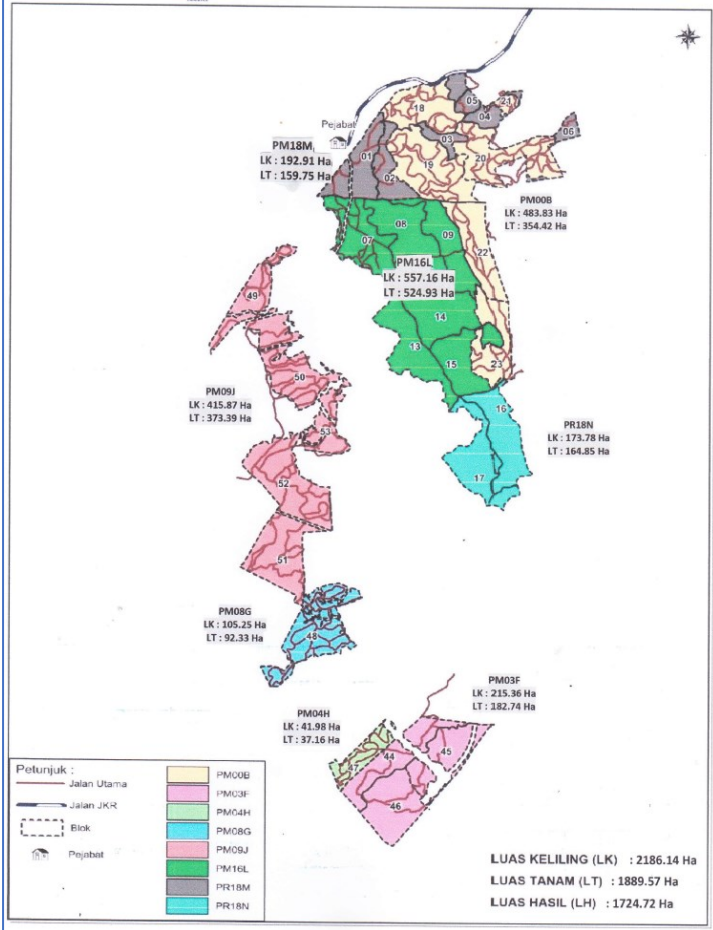 18
05
21
04
06
Pejabat
03
PM18M
LK : 192.91 Ha
LT : 159.75 Ha
01
02
19
20
PM00B
LK : 483.83 Ha
LT : 354.42 Ha
08
07
09
22
PM16L
LK : 557.16 Ha
LT : 524.93 Ha
49
14
13
15
23
50
PM09J
LK : 415.87 Ha
LT : 373.39 Ha
53
16
PR18N
LK : 173.78 Ha
LT : 164.85 Ha
17
52
51
PM08G
LK : 105.25 Ha
LT : 92.33 Ha
48
PM03F
LK : 215.36 Ha
LT : 182.74 Ha
PM04H
LK : 41.98 Ha
LT : 37.16 Ha
44
45
47
46
Petunjuk :
Jalan Utama
Jalan JKR
Blok
Pejabat
PM00B
PM03F
PM04H
PM08G
PM09J
PM16L
PR18M
PR18N
LUAS KELILING (LK) : 2186.14 Ha
LUAS TANAM (LT) : 1889.57 Ha
LUAS HASIL (LH) : 1724.72 Ha